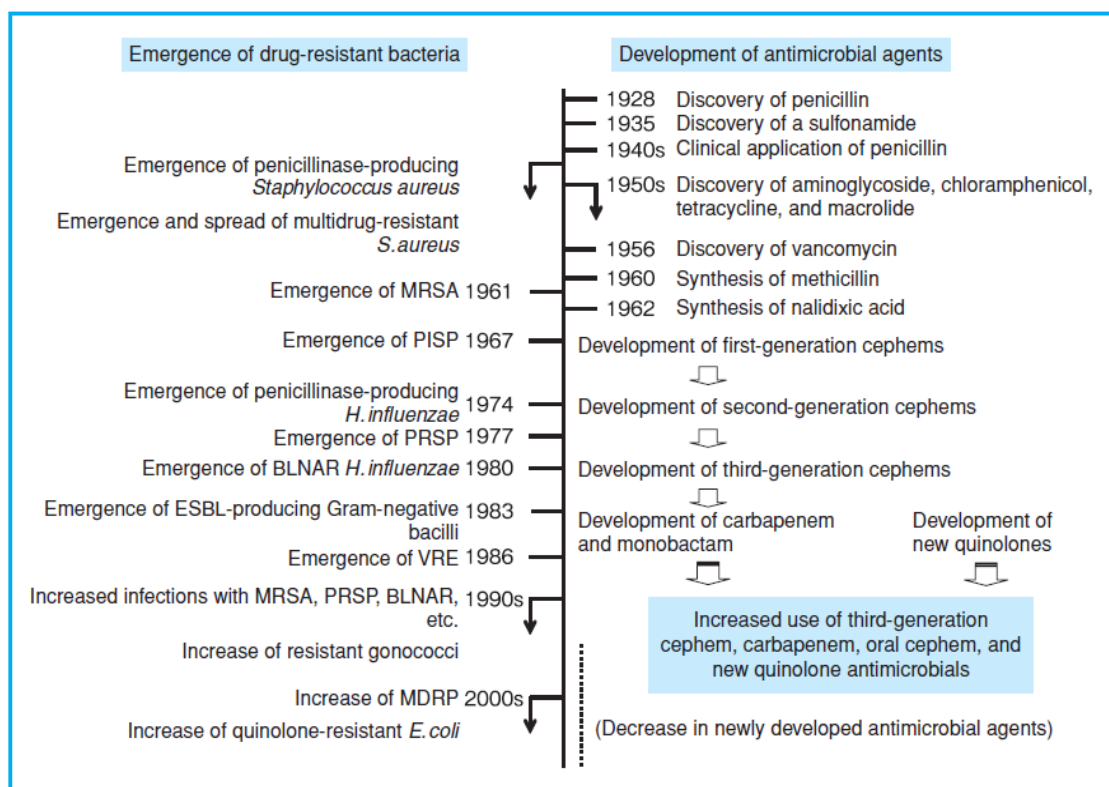 Emergence of drug-resistant bacteria
Development of antimicrobial agents
1928 Discovery of penicillin
1935 Discovery of a sulfonamide
1940s Clinical application of penicillin
Emergence of penicillinase-producing
Staphylococcus aureus
1950s Discovery of aminoglycoside, chloramphenicol,
tetracycline, and macrolide
Emergence and spread of multidrug-resistant
S.aureus
1956 Discovery of vancomycin
1960 Synthesis of methicillin
Emergence of MRSA 1961
1962 Synthesis of nalidixic acid
Emergence of PISP 1967
Development of first-generation cephems
Emergence of penicillinase-producing
H.influenzae 1974
Development of second-generation cephems
Emergence of PRSP 1977
Emergence of BLNAR H.influenzae 1980
Development of third-generation cephems
Emergence of ESBL-producing Gram-negative 1983
bacilli
Development of carbapenem
and monobactam
Development of
new quinolones
Emergence of VRE 1986
Increased infections with MRSA, PRSP, BLNAR, 1990s
etc.
Increased use of third-generation
cephem, carbapenem, oral cephem, and
new quinolone antimicrobials
Increase of resistant gonococci
Increase of MDRP 2000s
Increase of quinolone-resistant E.coli
(Decrease in newly developed antimicrobial agents)